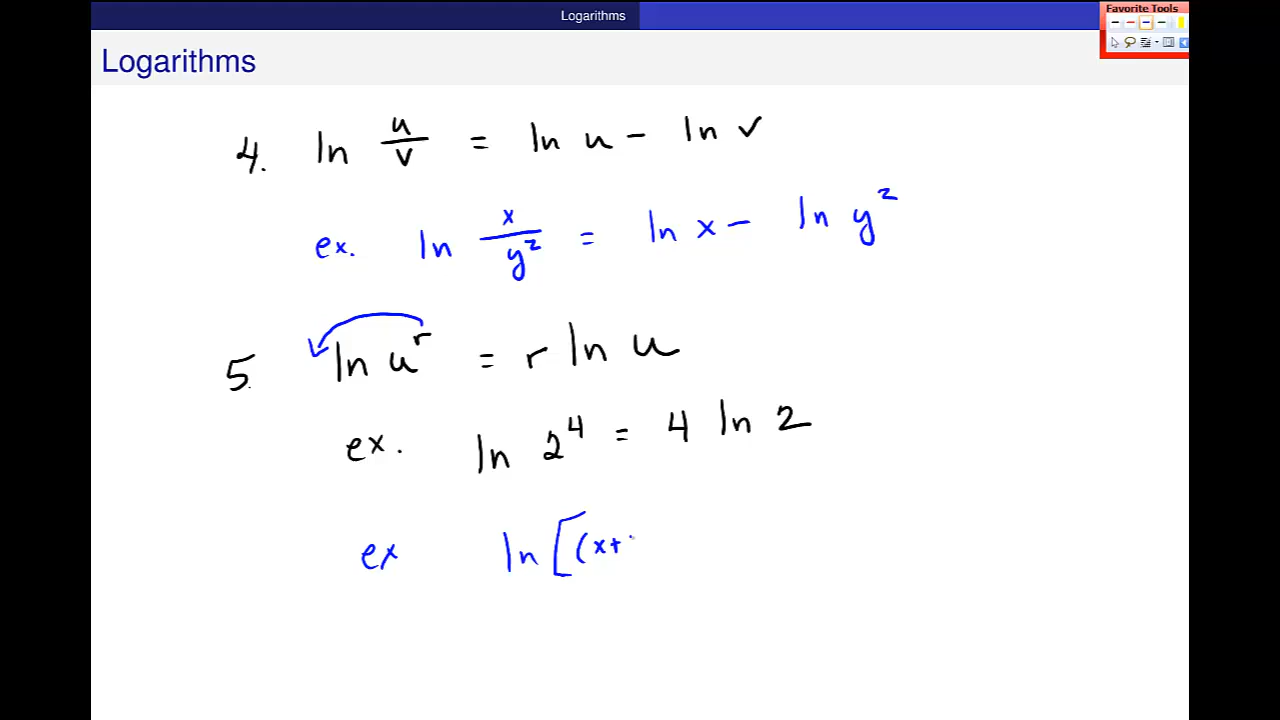 Logarithms
Favorite Tools
Logarithms
4. ln u/v = ln u - ln v
ex. ln x/y² = ln x - ln y²
5. ln uʳ = r ln u
ex. ln 2⁴ = 4 ln 2
ex ln [(x+